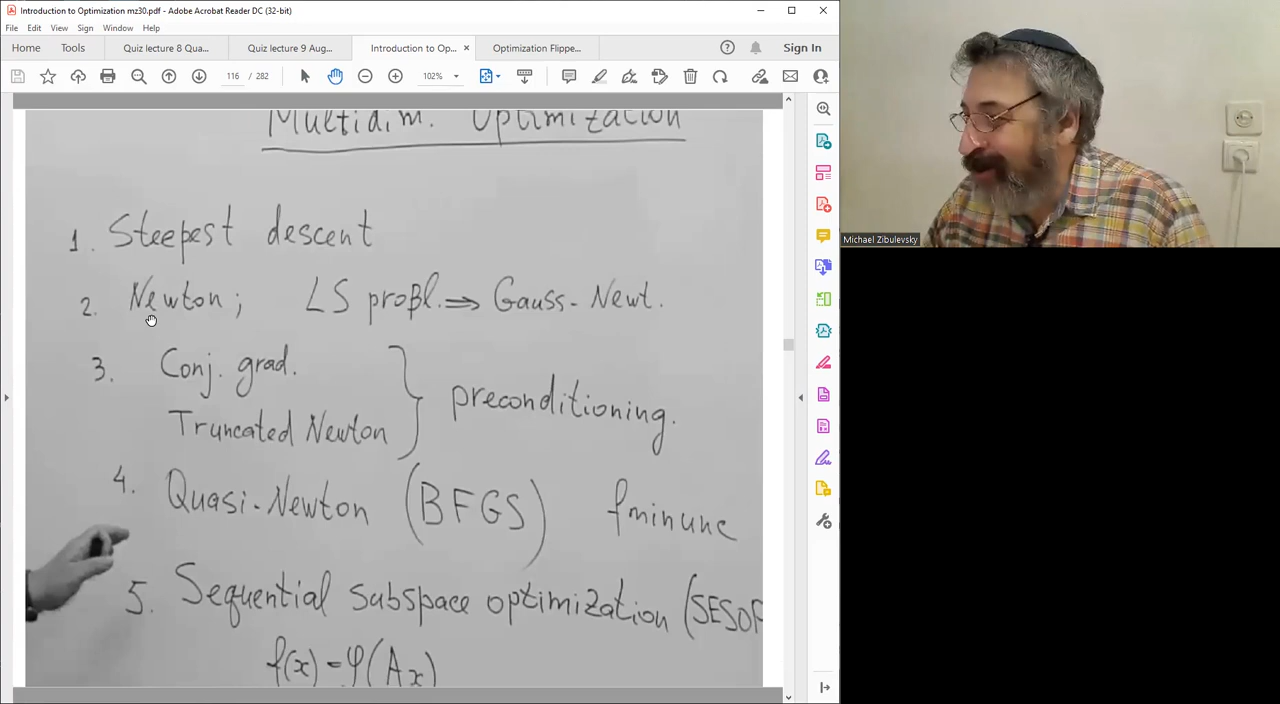 Introduction to Optimization mz30.pdf - Adobe Acrobat Reader DC (32-bit)
File Edit View Sign Window Help
Home Tools Quiz lecture 8 Qua... Quiz lecture 9 Aug... Introduction to Op... × Optimization Flippe... Sign In
116 / 282 102%
Multidim. Optimization
1. Steepest descent
2. Newton; LS probl. ⇒ Gauss-Newt.
3. Conj. grad.
Truncated Newton } preconditioning.
4. Quasi-Newton (BFGS) fminunc
5. Sequential subspace optimization (SESOP
f(x) = φ(Ax)
Michael Zibulevsky